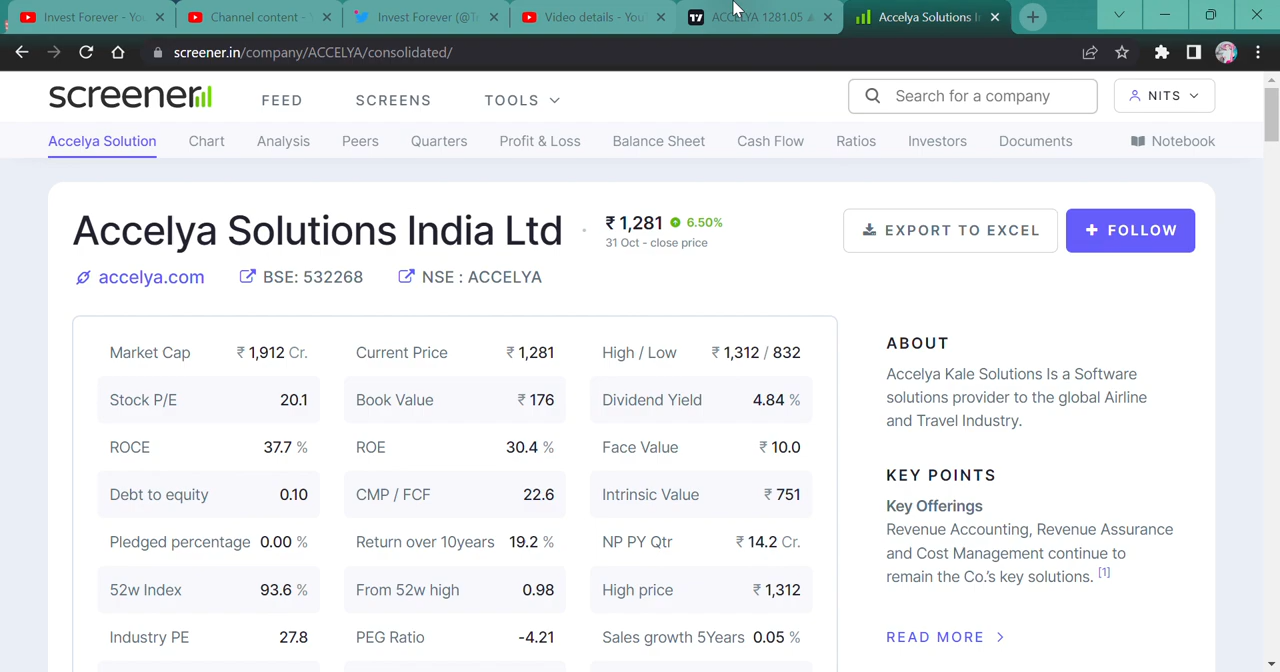 Invest Forever - You
Channel content -
Invest Forever (@T
Video details - You
ACCELYA 1281.05
Accelya Solutions I
screener.in/company/ACCELYA/consolidated/
screener
FEED
SCREENS
TOOLS
Search for a company
NITS
Accelya Solution
Chart
Analysis
Peers
Quarters
Profit & Loss
Balance Sheet
Cash Flow
Ratios
Investors
Documents
Notebook
Accelya Solutions India Ltd
₹ 1,281 6.50%
31 Oct - close price
EXPORT TO EXCEL
+ FOLLOW
accelya.com
BSE: 532268
NSE : ACCELYA
Market Cap ₹ 1,912 Cr.
Current Price ₹ 1,281
High / Low ₹ 1,312 / 832
Stock P/E 20.1
Book Value ₹ 176
Dividend Yield 4.84 %
ROCE 37.7 %
ROE 30.4 %
Face Value ₹ 10.0
Debt to equity 0.10
CMP / FCF 22.6
Intrinsic Value ₹ 751
Pledged percentage 0.00 %
Return over 10years 19.2 %
NP PY Qtr ₹ 14.2 Cr.
52w Index 93.6 %
From 52w high 0.98
High price ₹ 1,312
Industry PE 27.8
PEG Ratio -4.21
Sales growth 5Years 0.05 %
ABOUT
Accelya Kale Solutions Is a Software
solutions provider to the global Airline
and Travel Industry.
KEY POINTS
Key Offerings
Revenue Accounting, Revenue Assurance
and Cost Management continue to
remain the Co.'s key solutions. [1]
READ MORE